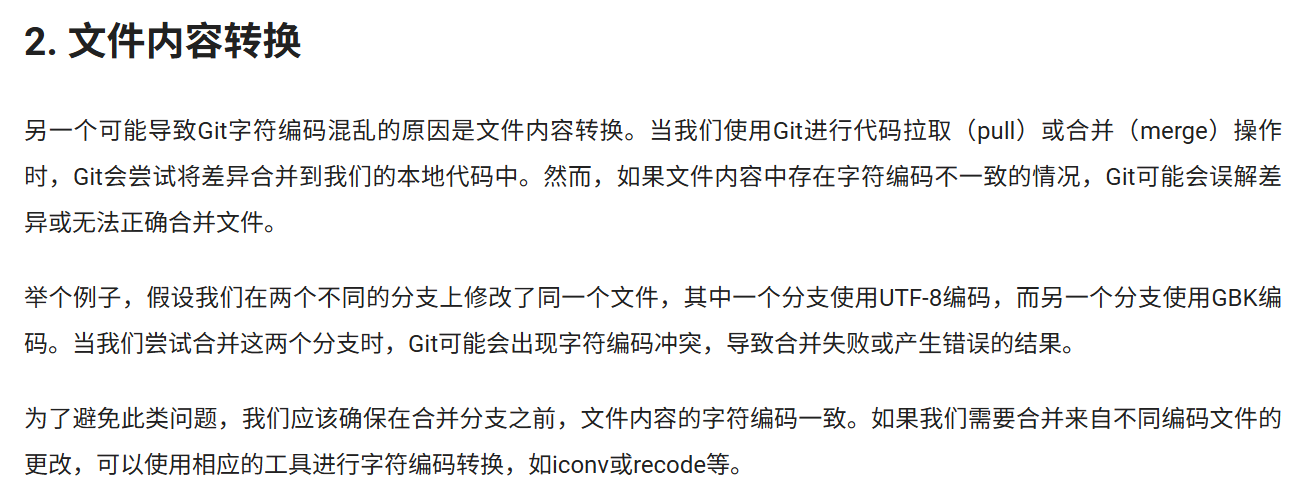 2. 文件内容转换
另一个可能导致Git字符编码混乱的原因是文件内容转换。当我们使用Git进行代码拉取（pull）或合并（merge）操作
时，Git会尝试将差异合并到我们的本地代码中。然而，如果文件内容中存在字符编码不一致的情况，Git可能会误解差
异或无法正确合并文件。
举个例子，假设我们在两个不同的分支上修改了同一个文件，其中一个分支使用UTF-8编码，而另一个分支使用GBK编
码。当我们尝试合并这两个分支时，Git可能会出现字符编码冲突，导致合并失败或产生错误的结果。
为了避免此类问题，我们应该确保在合并分支之前，文件内容的字符编码一致。如果我们需要合并来自不同编码文件的
更改，可以使用相应的工具进行字符编码转换，如iconv或recode等。